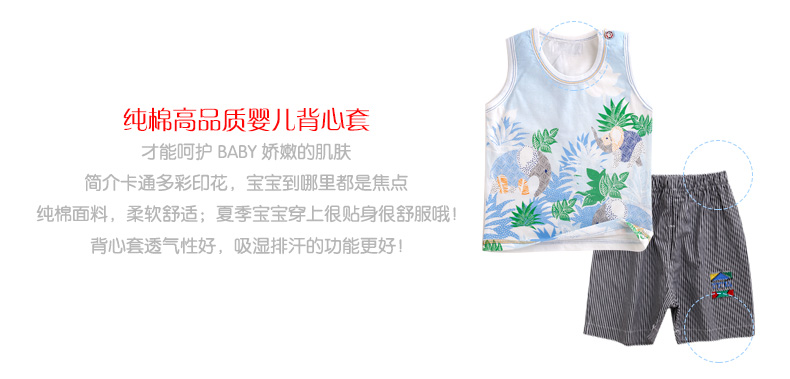 纯棉高品质婴儿背心套
才能呵护 BABY 娇嫩的肌肤
简介卡通多彩印花，宝宝到哪里都是焦点
纯棉面料，柔软舒适；夏季宝宝穿上很贴身很舒服哦！
背心套透气性好，吸湿排汗的功能更好！